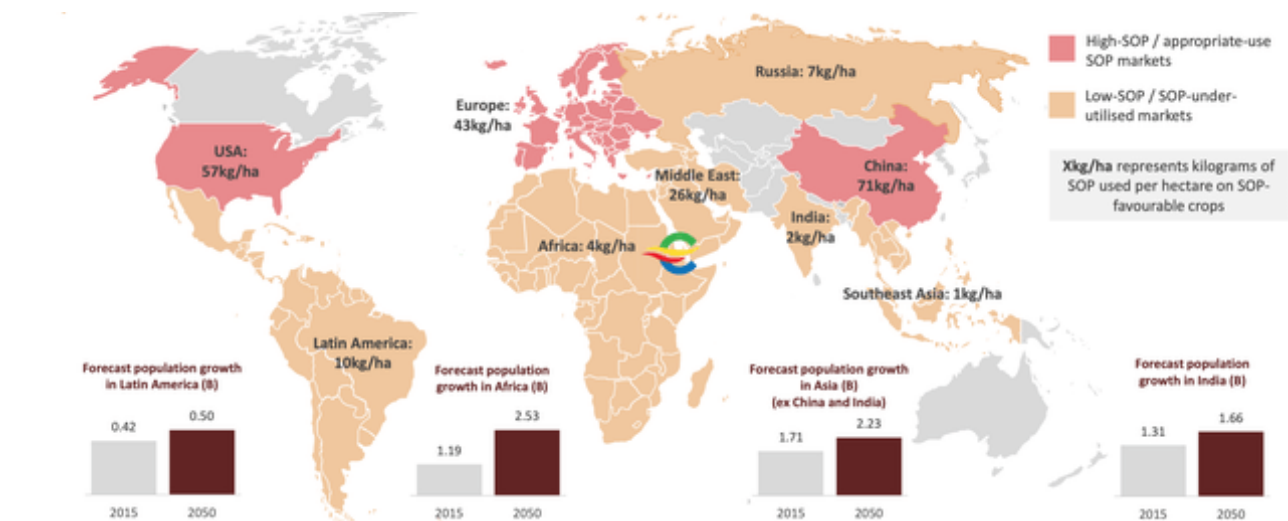 High-SOP / appropriate-use
SOP markets
Low-SOP / SOP-under-
utilised markets
Xkg/ha represents kilograms of
SOP used per hectare on SOP-
favourable crops
Russia: 7kg/ha
Europe:
43kg/ha
USA:
57kg/ha
China:
71kg/ha
Middle East:
26kg/ha
India:
2kg/ha
Africa: 4kg/ha
Southeast Asia: 1kg/ha
Latin America:
10kg/ha
Forecast population growth
in Latin America (B)
0.42
0.50
2015
2050
Forecast population
growth in Africa (B)
1.19
2.53
2015
2050
Forecast population growth
in Asia (B)
(ex China and India)
1.71
2.23
2015
2050
Forecast population
growth in India (B)
1.31
1.66
2015
2050